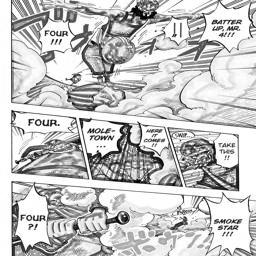 BATTER
UP, MR.
4!!!
FOUR
!!!
FOUR.
MOLE-
TOWN
...
HERE
IT COMES
!!
TAKE
THIS
!!
FOUR
?!
SMOKE
STAR
!!!